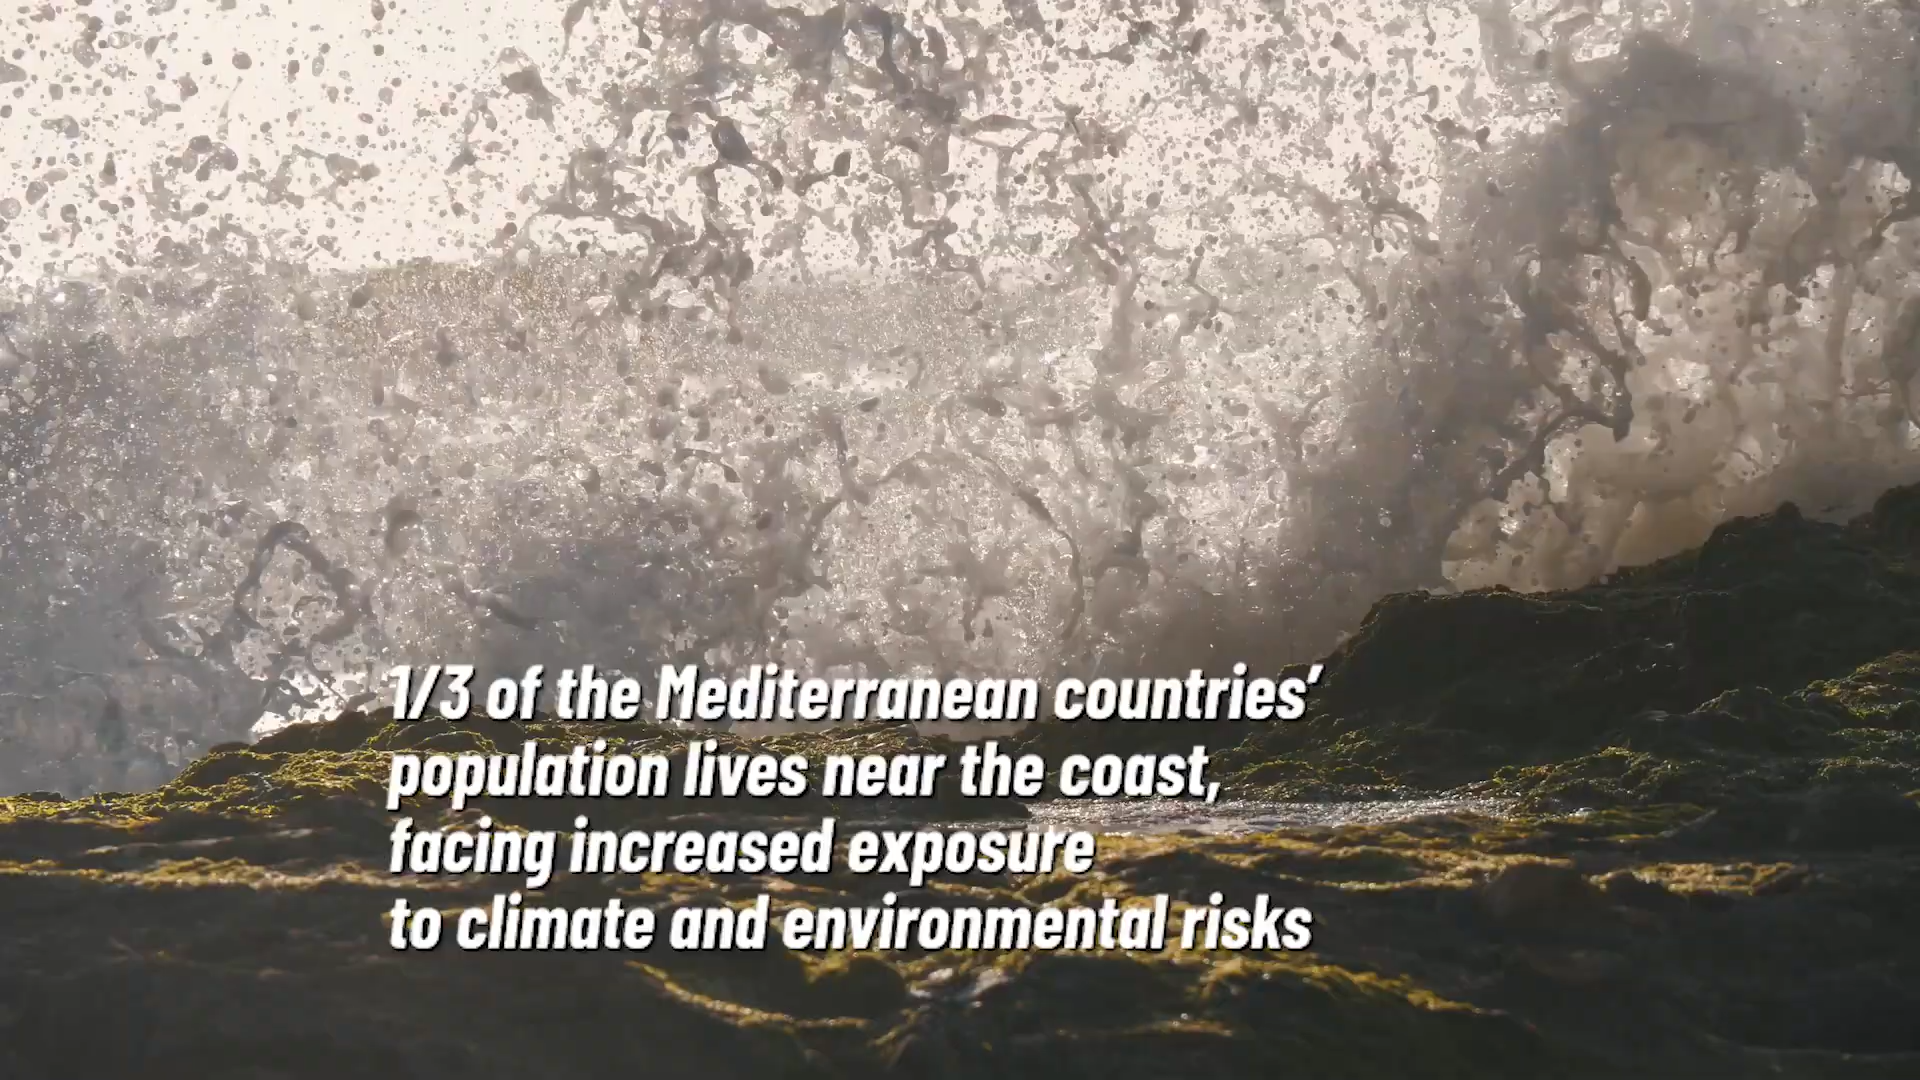 1/3 of the Mediterranean countries’
population lives near the coast,
facing increased exposure
to climate and environmental risks